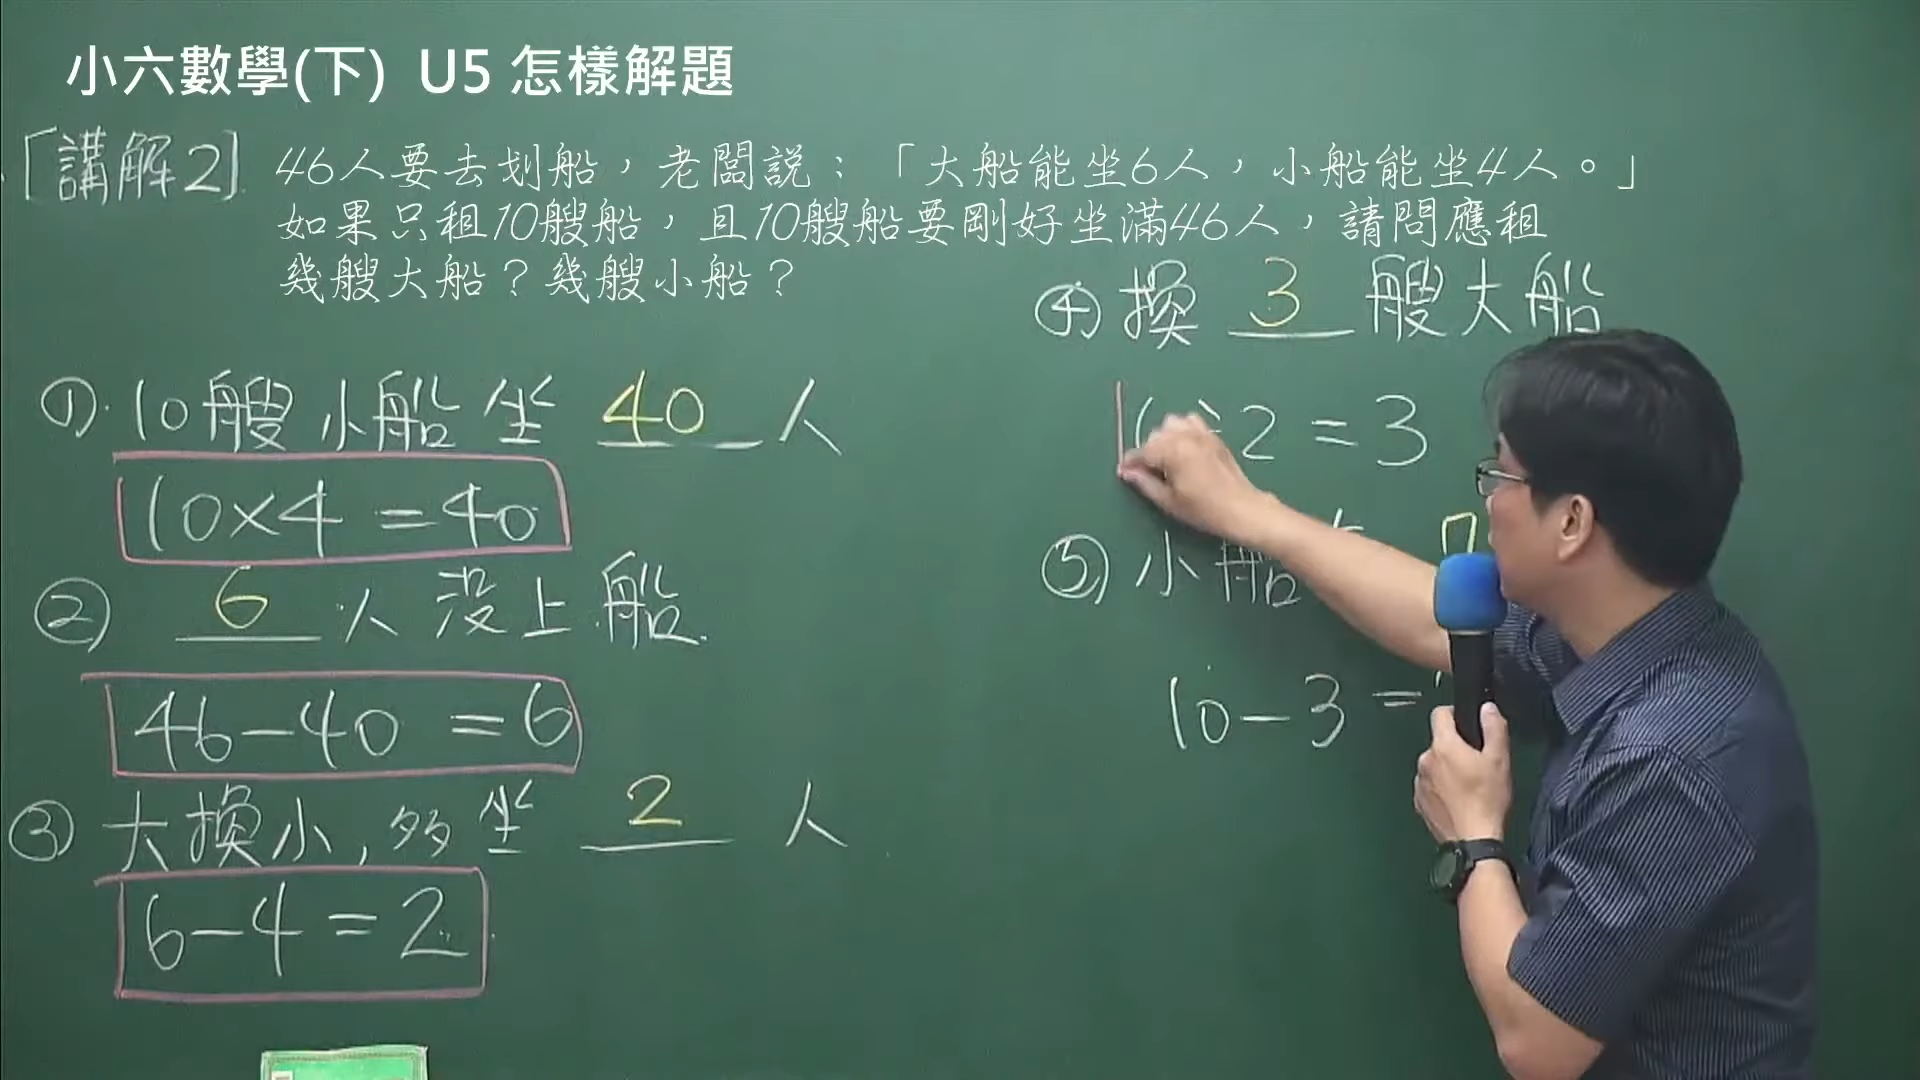 小六數學(下) U5 怎樣解題
「講解2」
46人要去划船，老闆說：「大船能坐6人，小船能坐4人。」
如果只租10艘船，且10艘船要剛好坐滿46人，請問應租
幾艘大船？幾艘小船？
① 10艘小船坐 40 人
10×4=40
② 6 人沒上船
46-40=6
③ 大換小，多坐 2 人
6-4=2
④ 換 3 艘大船
÷2=3
⑤ 小船
10-3=